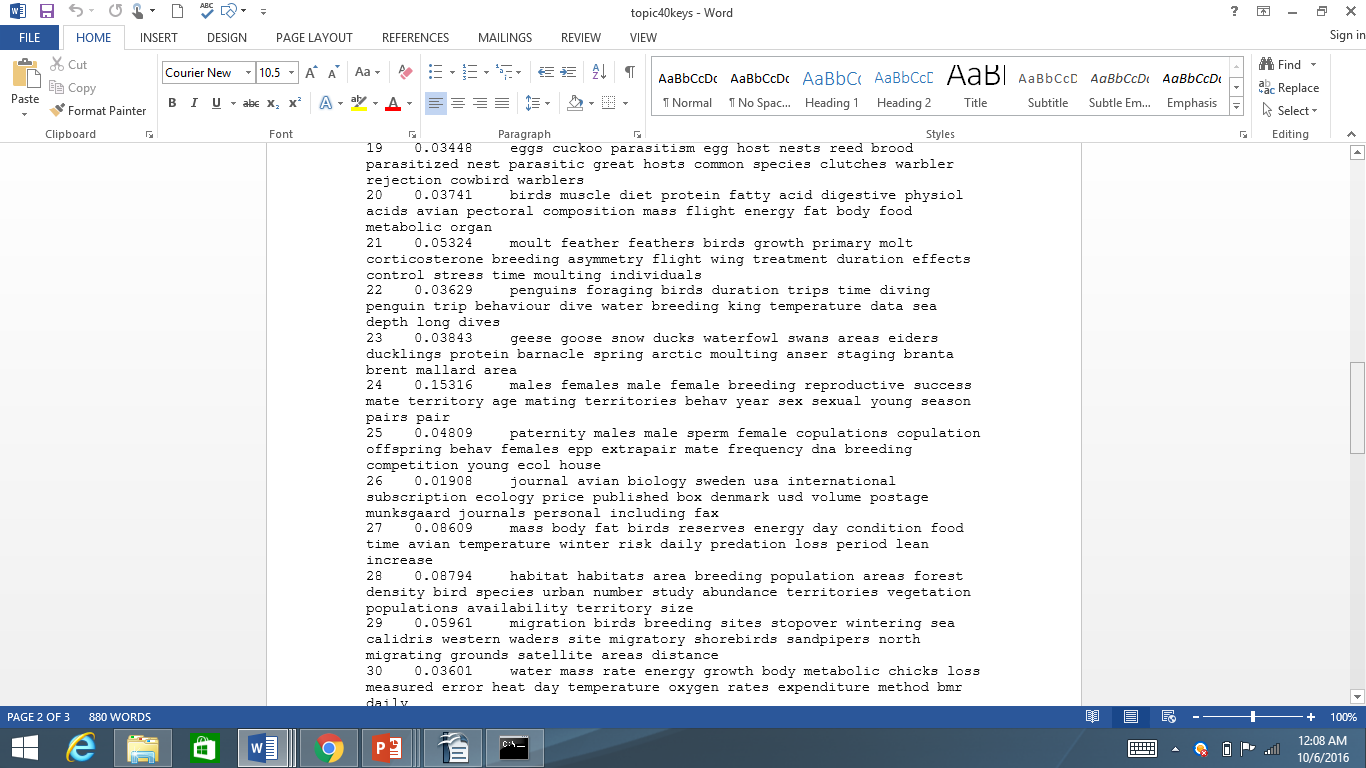 topic40keys - Word
Sign in
FILE HOME INSERT DESIGN PAGE LAYOUT REFERENCES MAILINGS REVIEW VIEW
Paste
Cut
Copy
Format Painter
Courier New 10.5
AaBbCcDc AaBbCcDc AaBbCc AaBbCcD AaB AaBbCcD AaBbCcDc AaBbCcDc
¶ Normal ¶ No Spac... Heading 1 Heading 2 Title Subtitle Subtle Em... Emphasis
Find
Replace
Select
Clipboard Font Paragraph Styles Editing
19 0.03448 eggs cuckoo parasitism egg host nests reed brood
parasitized nest parasitic great hosts common species clutches warbler
rejection cowbird warblers
20 0.03741 birds muscle diet protein fatty acid digestive physiol
acids avian pectoral composition mass flight energy fat body food
metabolic organ
21 0.05324 moult feather feathers birds growth primary molt
corticosterone breeding asymmetry flight wing treatment duration effects
control stress time moulting individuals
22 0.03629 penguins foraging birds duration trips time diving
penguin trip behaviour dive water breeding king temperature data sea
depth long dives
23 0.03843 geese goose snow ducks waterfowl swans areas eiders
ducklings protein barnacle spring arctic moulting anser staging branta
brent mallard area
24 0.15316 males females male female breeding reproductive success
mate territory age mating territories behav year sex sexual young season
pairs pair
25 0.04809 paternity males male sperm female copulations copulation
offspring behav females epp extrapair mate frequency dna breeding
competition young ecol house
26 0.01908 journal avian biology sweden usa international
subscription ecology price published box denmark usd volume postage
munksgaard journals personal including fax
27 0.08609 mass body fat birds reserves energy day condition food
time avian temperature winter risk daily predation loss period lean
increase
28 0.08794 habitat habitats area breeding population areas forest
density bird species urban number study abundance territories vegetation
populations availability territory size
29 0.05961 migration birds breeding sites stopover wintering sea
calidris western waders site migratory shorebirds sandpipers north
migrating grounds satellite areas distance
30 0.03601 water mass rate energy growth body metabolic chicks loss
measured error heat day temperature oxygen rates expenditure method bmr
daily
PAGE 2 OF 3 880 WORDS 100%
12:08 AM
10/6/2016